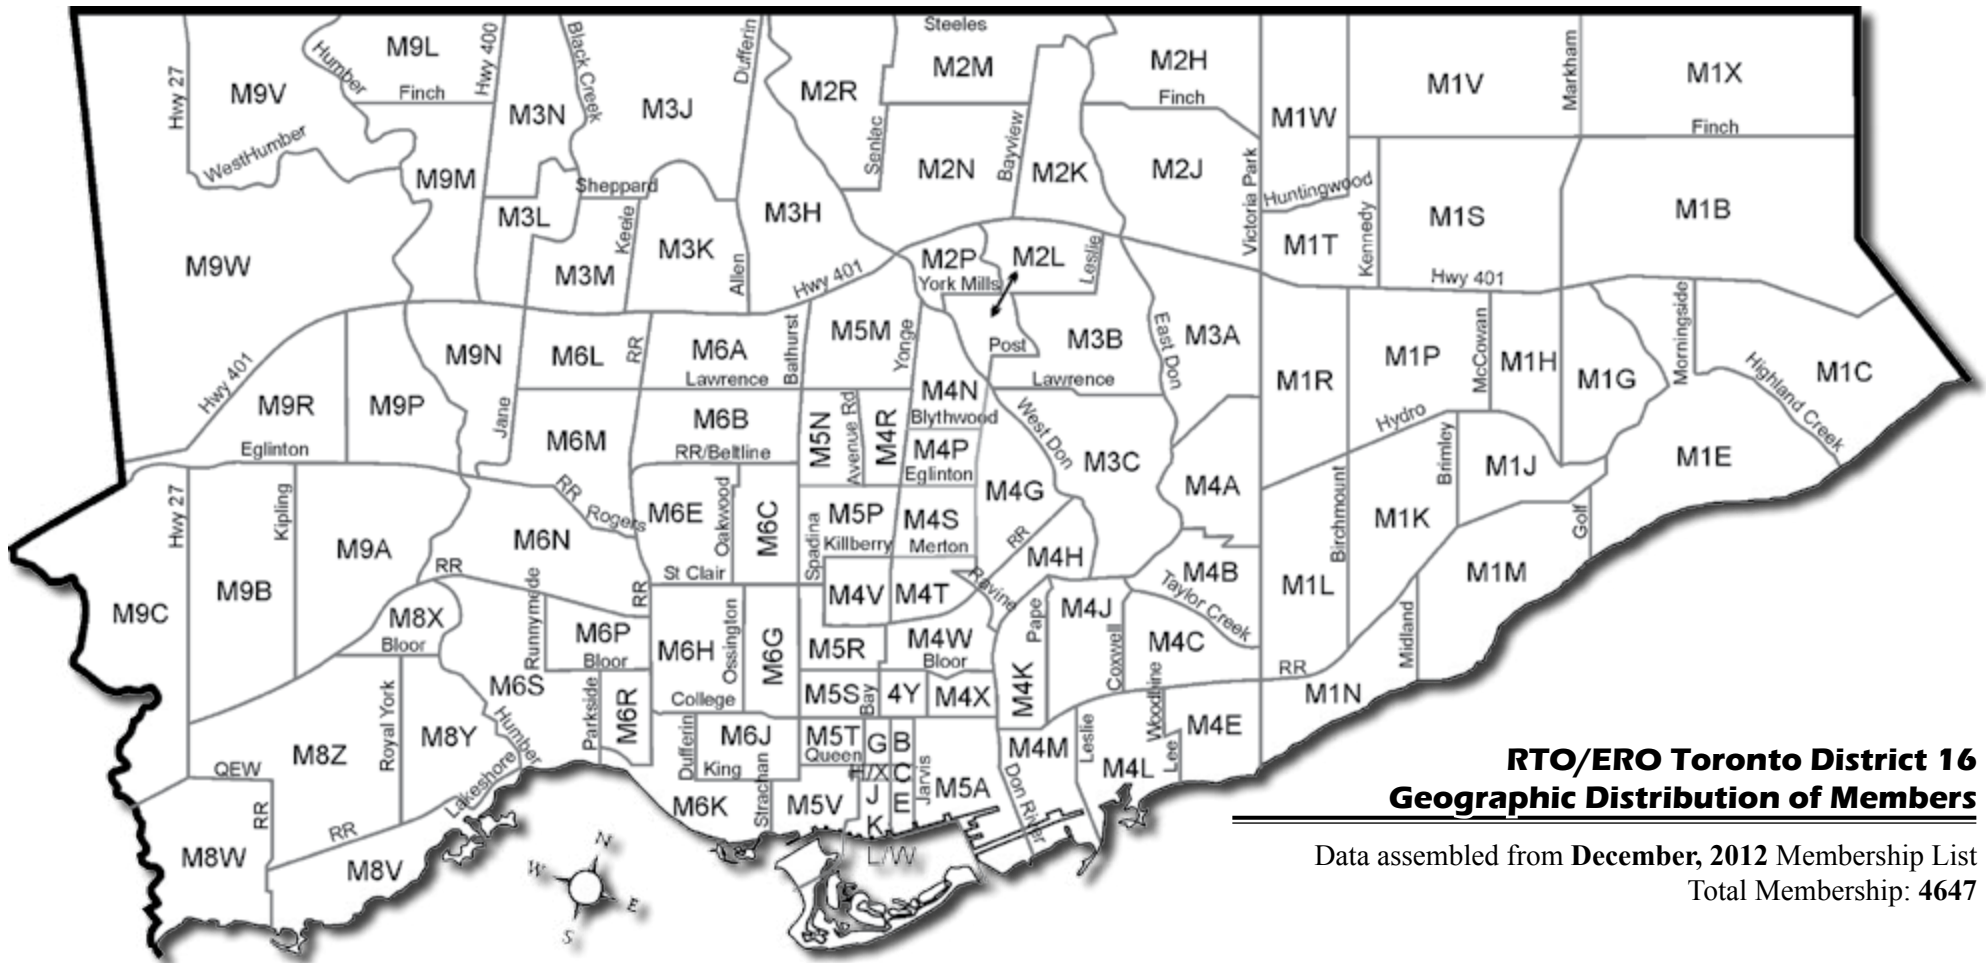 Steeles
M9L
Hwy 400
Black Creek
Dufferin
M2M
M2H
Markham
M1X
Humber
Hwy 27
M9V
Finch
M3N
M3J
M2R
Finch
M1V
M1W
Finch
WestHumber
M9M
Sheppard
Senlac
M2N
Bayview
M2K
M2J
Victoria Park
Huntingwood
M1S
M1B
M3L
Keele
M3K
M3H
M1T
Kennedy
M9W
M3M
Allen
Hwy 401
M2P
York Mills
M2L
Leslie
Hwy 401
Hwy 401
M9R
M9P
M9N
M6L
RR
M6A
Lawrence
Bathurst
M5M
Yonge
Post
M3B
Lawrence
East Don
M3A
M1R
M1P
McCowan
M1H
M1G
Morningside
Highland Creek
M1C
Eglinton
Jane
M6M
M6B
RR/Beltline
M5N
Avenue Rd
M4R
M4N
Blythwood
M4P
Eglinton
West Don
M3C
Hydro
M1E
Brimley
M1J
Hwy 27
Kipling
M9A
RR
Rogers
M6E
Oakwood
M6C
Spadina
M5P
Killberry
M4S
Merton
M4G
RR
M4A
Birchmount
M1K
Golf
M6N
M9C
M9B
RR
St Clair
RR
M4V
M4T
Ravine
M4H
M4B
Taylor Creek
M1L
M1M
Midland
M8X
Bloor
Runnymede
M6P
Bloor
M6H
Ossington
M6G
M5R
M4W
Bloor
Pape
M4J
Coxwell
M4C
RR
M1N
M6S
Parkside
M6R
College
M5S
Bay
4Y
M4X
M4K
Woodbine
M8Z
Royal York
M8Y
Humber
Dufferin
M6J
King
M5T
Queen
G
B
M4M
Leslie
Lee
M4E
QEW
RR
Lakeshore
M6K
Strachan
M5V
H/X
C
J
E
K
Jarvis
M5A
Don River
M4L
M8W
RR
M8V
L/W
N
W
E
S
RTO/ERO Toronto District 16
Geographic Distribution of Members
Data assembled from December, 2012 Membership List
Total Membership: 4647